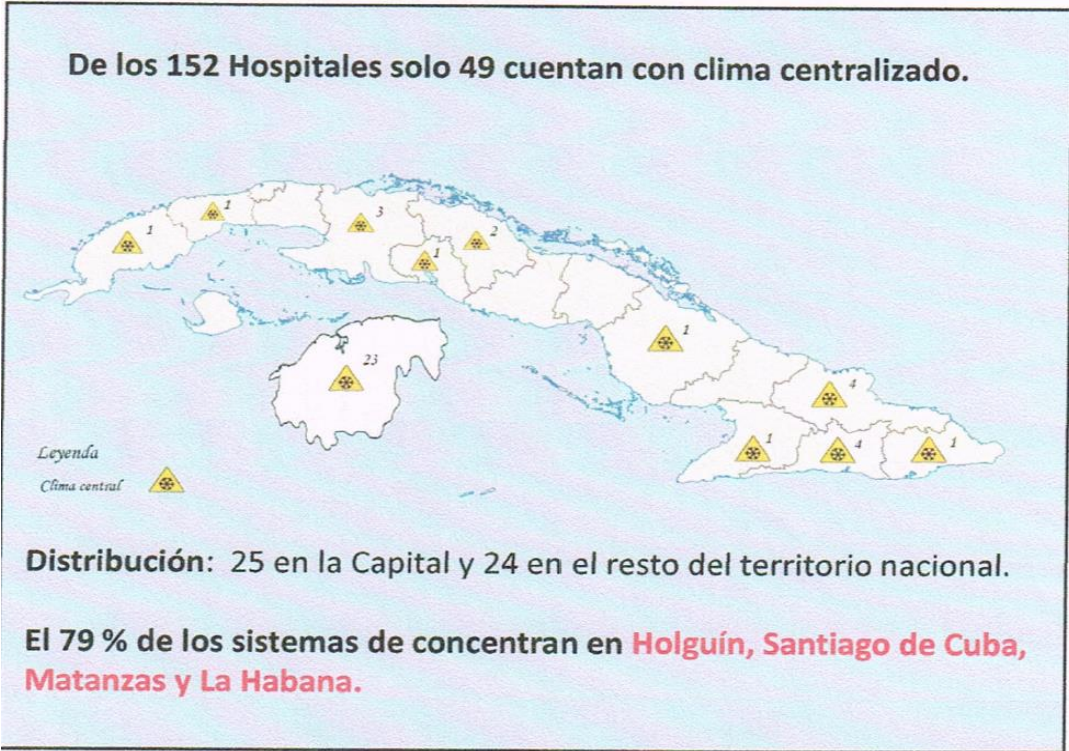 De los 152 Hospitales solo 49 cuentan con clima centralizado.
1
1
3
1
2
1
23
4
1
4
1
Leyenda
Clima central
Distribución: 25 en la Capital y 24 en el resto del territorio nacional.
El 79 % de los sistemas de concentran en Holguín, Santiago de Cuba,
Matanzas y La Habana.